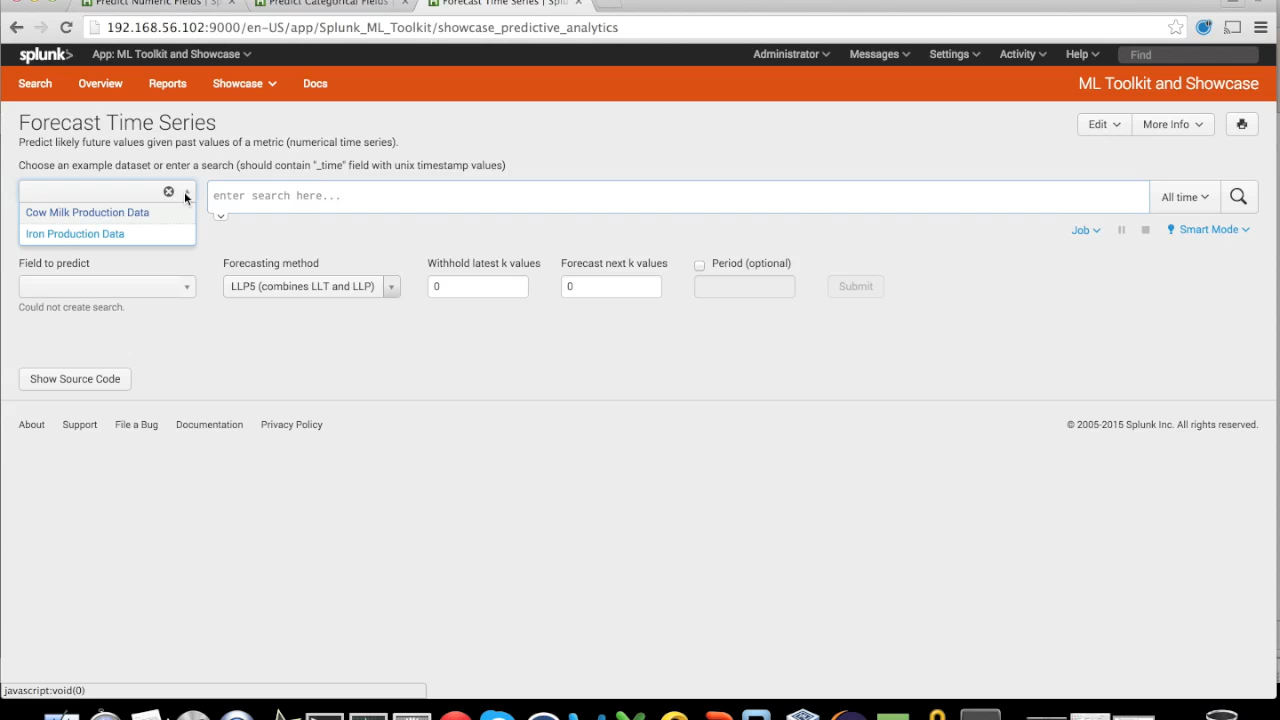 Predict Numeric Fields | Sp
Predict Categorical Fields |
Forecast Time Series | Spl
192.168.56.102:9000/en-US/app/Splunk_ML_Toolkit/showcase_predictive_analytics
splunk> App: ML Toolkit and Showcase Administrator Messages Settings Activity Help Find
Search Overview Reports Showcase Docs ML Toolkit and Showcase
Forecast Time Series Edit More Info
Predict likely future values given past values of a metric (numerical time series).
Choose an example dataset or enter a search (should contain "_time" field with unix timestamp values)
enter search here... All time
Cow Milk Production Data
Iron Production Data
Job Smart Mode
Field to predict Forecasting method Withhold latest k values Forecast next k values Period (optional)
LLP5 (combines LLT and LLP) 0 0 Submit
Could not create search.
Show Source Code
About Support File a Bug Documentation Privacy Policy © 2005-2015 Splunk Inc. All rights reserved.
javascript:void(0)